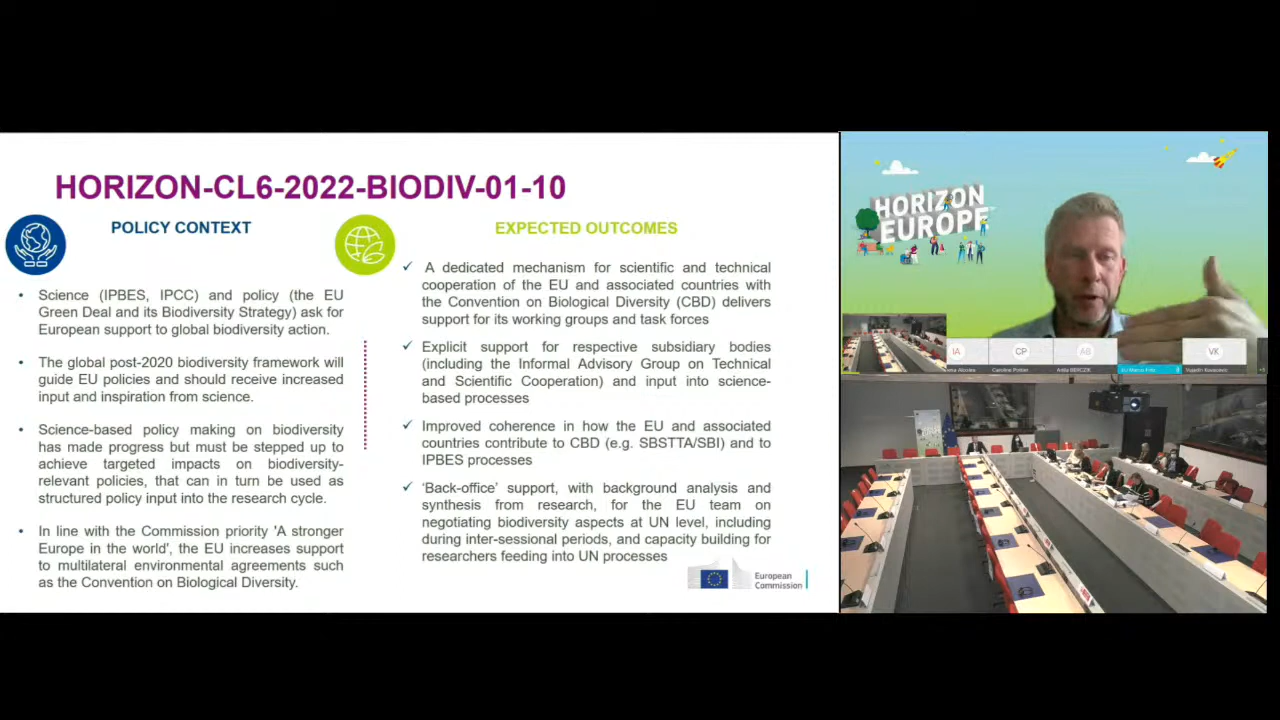 HORIZON-CL6-2022-BIODIV-01-10
POLICY CONTEXT
• Science (IPBES, IPCC) and policy (the EU
Green Deal and its Biodiversity Strategy) ask for
European support to global biodiversity action.
• The global post-2020 biodiversity framework will
guide EU policies and should receive increased
input and inspiration from science.
• Science-based policy making on biodiversity
has made progress but must be stepped up to
achieve targeted impacts on biodiversity-
relevant policies, that can in turn be used as
structured policy input into the research cycle.
• In line with the Commission priority 'A stronger
Europe in the world', the EU increases support
to multilateral environmental agreements such
as the Convention on Biological Diversity.
EXPECTED OUTCOMES
✓ A dedicated mechanism for scientific and technical
cooperation of the EU and associated countries with
the Convention on Biological Diversity (CBD) delivers
support for its working groups and task forces
✓ Explicit support for respective subsidiary bodies
(including the Informal Advisory Group on Technical
and Scientific Cooperation) and input into science-
based processes
✓ Improved coherence in how the EU and associated
countries contribute to CBD (e.g. SBSTTA/SBI) and to
IPBES processes
✓ ‘Back-office’ support, with background analysis and
synthesis from research, for the EU team on
negotiating biodiversity aspects at UN level, including
during inter-sessional periods, and capacity building for
researchers feeding into UN processes
European
Commission
HORIZON
EUROPE
IA
CP
AB
VK